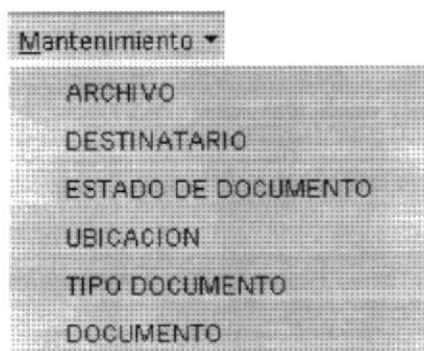 Mantenimiento
ARCHIVO
DESTINATARIO
ESTADO DE DOCUMENTO
UBICACION
TIPO DOCUMENTO
DOCUMENTO